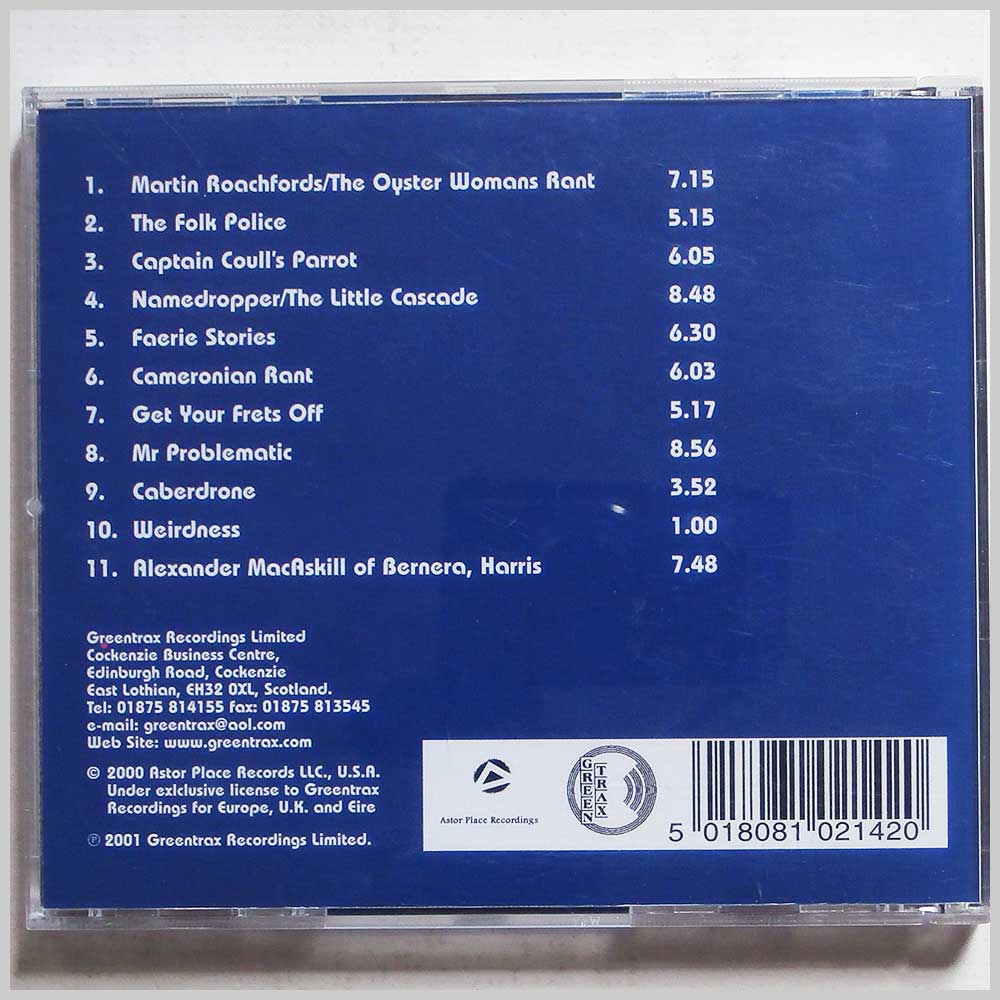 1. Martin Roachfords/The Oyster Womans Rant 7.15
2. The Folk Police 5.15
3. Captain Coull's Parrot 6.05
4. Namedropper/The Little Cascade 8.48
5. Faerie Stories 6.30
6. Cameronian Rant 6.03
7. Get Your Frets Off 5.17
8. Mr Problematic 8.56
9. Caberdrone 3.52
10. Weirdness 1.00
11. Alexander MacAskill of Bernera, Harris 7.48
Greentrax Recordings Limited
Cockenzie Business Centre,
Edinburgh Road, Cockenzie
East Lothian, EH32 0XL, Scotland.
Tel: 01875 814155 fax: 01875 813545
e-mail: greentrax@aol.com
Web Site: www.greentrax.com
© 2000 Astor Place Records LLC., U.S.A.
Under exlclusive license to Greentrax
Recordings for Europe, U.K. and Eire
℗ 2001 Greentrax Recordings Limited.
Astor Place Recordings
GREEN TRAX
5 018081 021420